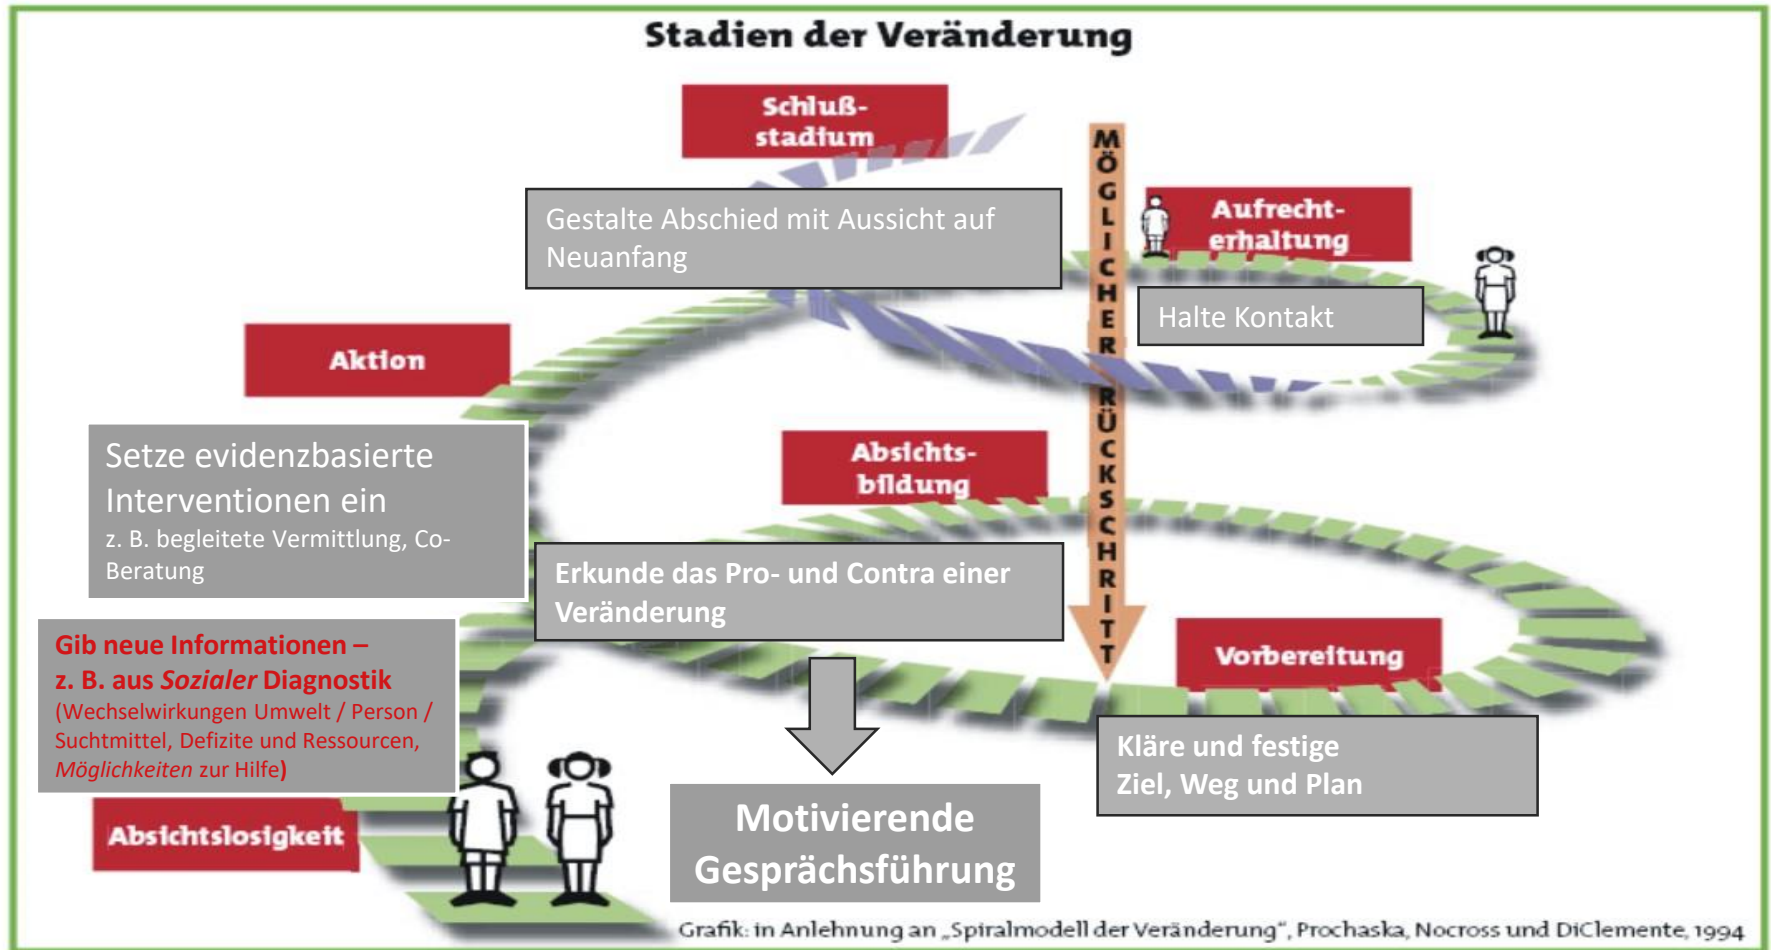 Stadien der Veränderung
Schluß-
stadium
MÖGLICHER RÜCKSCHRITT
Gestalte Abschied mit Aussicht auf
Neuanfang
Aufrecht-
erhaltung
Halte Kontakt
Aktion
Setze evidenzbasierte
Interventionen ein
z. B. begleitete Vermittlung, Co-
Beratung
Absichts-
bildung
Erkunde das Pro- und Contra einer
Veränderung
Gib neue Informationen –
z. B. aus Sozialer Diagnostik
(Wechselwirkungen Umwelt / Person /
Suchtmittel, Defizite und Ressourcen,
Möglichkeiten zur Hilfe)
Vorbereitung
Kläre und festige
Ziel, Weg und Plan
Absichtslosigkeit
Motivierende
Gesprächsführung
Grafik: in Anlehnung an „Spiralmodell der Veränderung“, Prochaska, Nocross und DiClemente, 1994